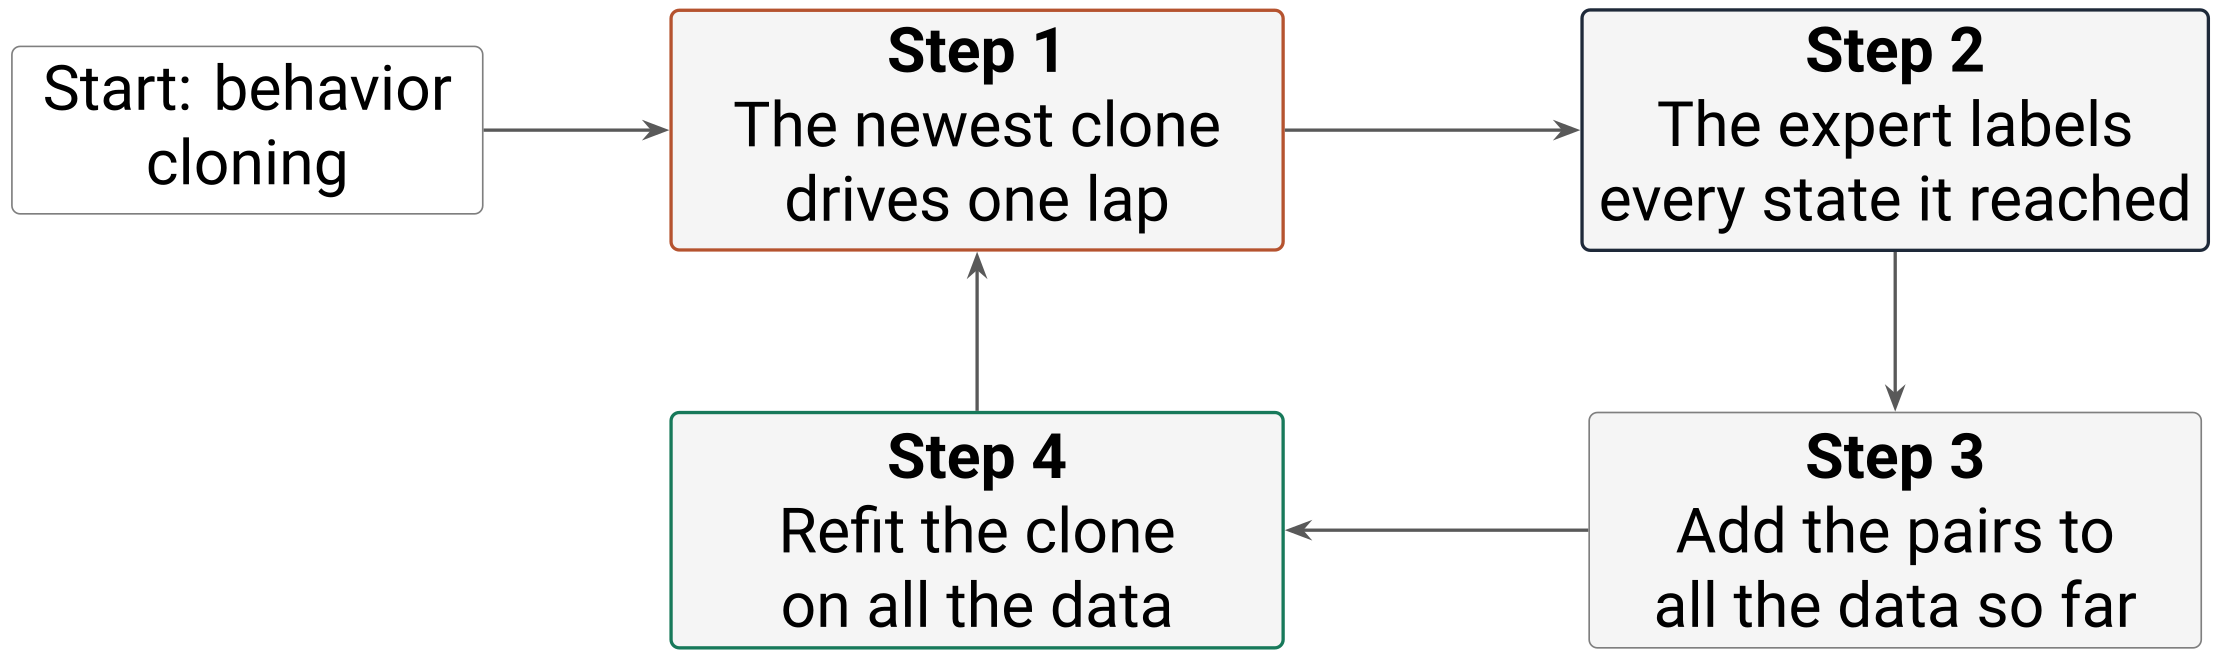 Start: behavior
cloning
Step 1
The newest clone
drives one lap
Step 2
The expert labels
every state it reached
Step 3
Add the pairs to
all the data so far
Step 4
Refit the clone
on all the data